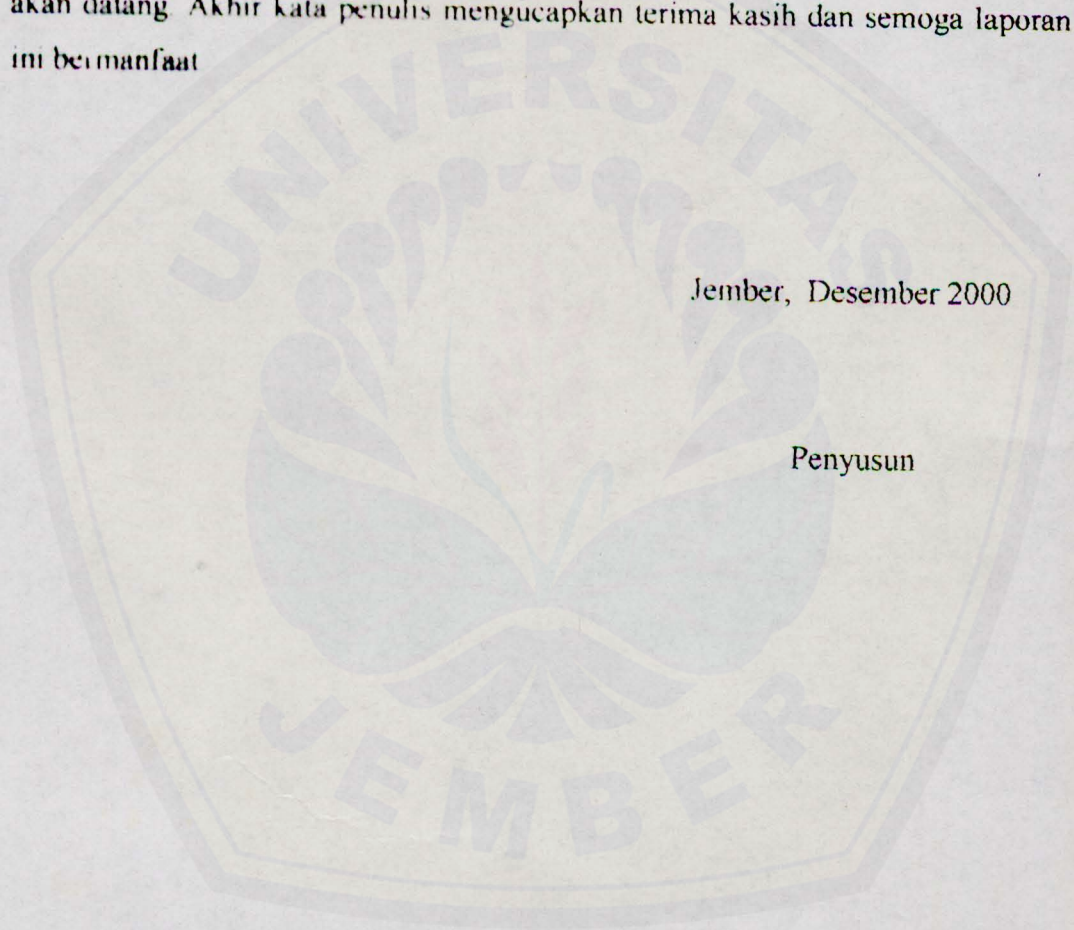 akan datang. Akhir kata penulis mengucapkan terima kasih dan semoga laporan
ini bermanfaat
UNIVERSITAS
Jember, Desember 2000
Penyusun
JEMBER